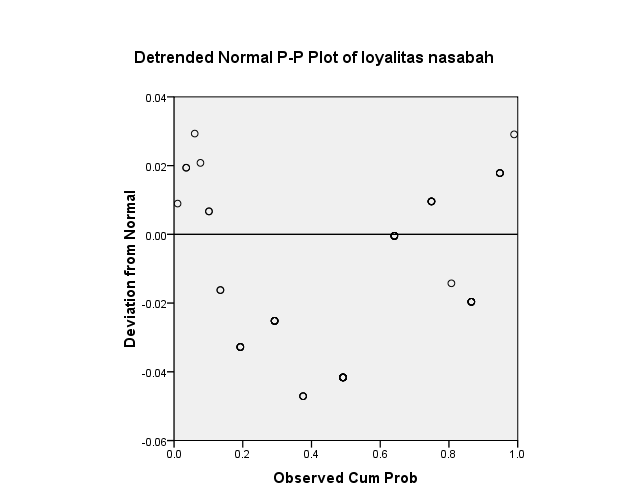 Detrended Normal P-P Plot of loyalitas nasabah
0.04
0.02
0.00
-0.02
-0.04
-0.06
Deviation from Normal
0.0 0.2 0.4 0.6 0.8 1.0
Observed Cum Prob